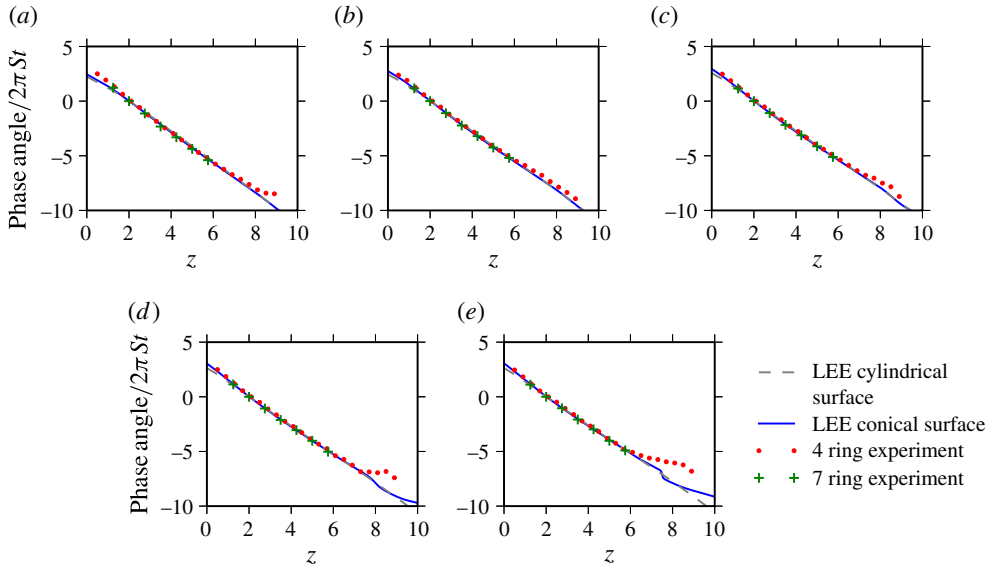 (a)
(b)
(c)
Phase angle/2π St
5
0
−5
−10
0 2 4 6 8 10
z
5
0
−5
−10
0 2 4 6 8 10
z
5
0
−5
−10
0 2 4 6 8 10
z
(d)
(e)
Phase angle/2π St
5
0
−5
−10
0 2 4 6 8 10
z
5
0
−5
−10
0 2 4 6 8 10
z
LEE cylindrical
surface
LEE conical surface
4 ring experiment
7 ring experiment